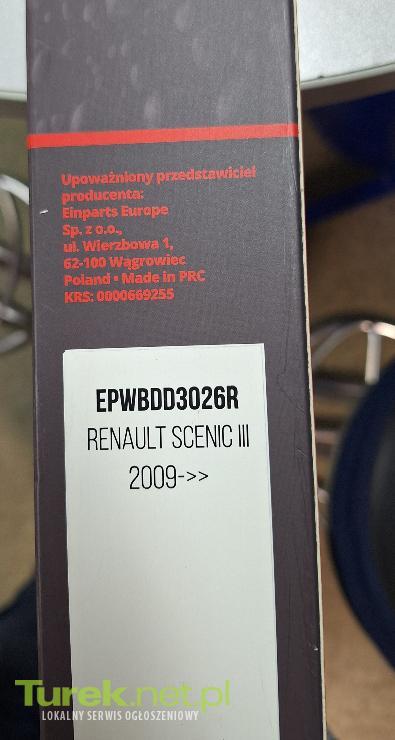 Upoważniony przedstawiciel
producenta:
Einparts Europe
Sp. z o.o.,
ul. Wierzbowa 1,
62-100 Wągrowiec
Poland • Made in PRC
KRS: 0000669255
EPWBDD3026R
RENAULT SCENIC III
2009->>
Turek.net.pl
LOKALNY SERWIS OGŁOSZENIOWY